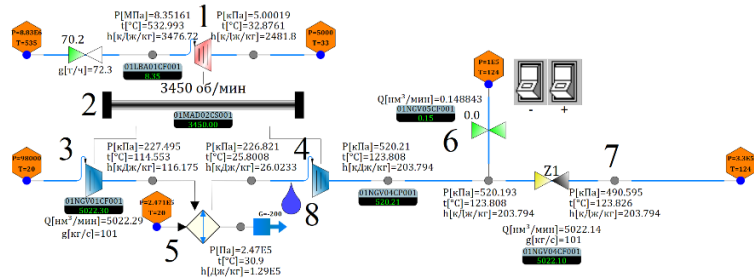 P=8.83E6
T=535
70.2
g[т/ч]=72.3
P[МПа]=8.35161
t[°C]=532.993
h[кДж/кг]=3476.72
01LBA01CF001
8.35
1
P[кПа]=5.00019
t[°C]=32.8761
h[кДж/кг]=2481.8
P=5000
T=33
3450 об/мин
2
01MAD02CS001
3450.00
P=98000
T=20
3
01NGV01CF001
5022.30
Q[нм³/мин]=5022.29
g[кг/с]=101
P[кПа]=227.495
t[°C]=114.553
h[кДж/кг]=116.175
P=2.471E5
T=20
5
P[Па]=2.47E5
t[°C]=30.9
h[Дж/кг]=1.29E5
G=-200
P[кПа]=226.821
t[°C]=25.8008
h[кДж/кг]=26.0233
4
8
P[кПа]=520.21
t[°C]=123.808
h[кДж/кг]=203.794
01NGV04CP001
520.21
P=1E5
T=124
Q[нм³/мин]=0.148843
01NGV05CF001
0.15
0.0
6
- +
P[кПа]=520.193
t[°C]=123.808
h[кДж/кг]=203.794
Z1
7
P[кПа]=490.595
t[°C]=123.826
h[кДж/кг]=203.794
Q[нм³/мин]=5022.14
g[кг/с]=101
01NGV04CF001
5022.10
P=3.3E5
T=124